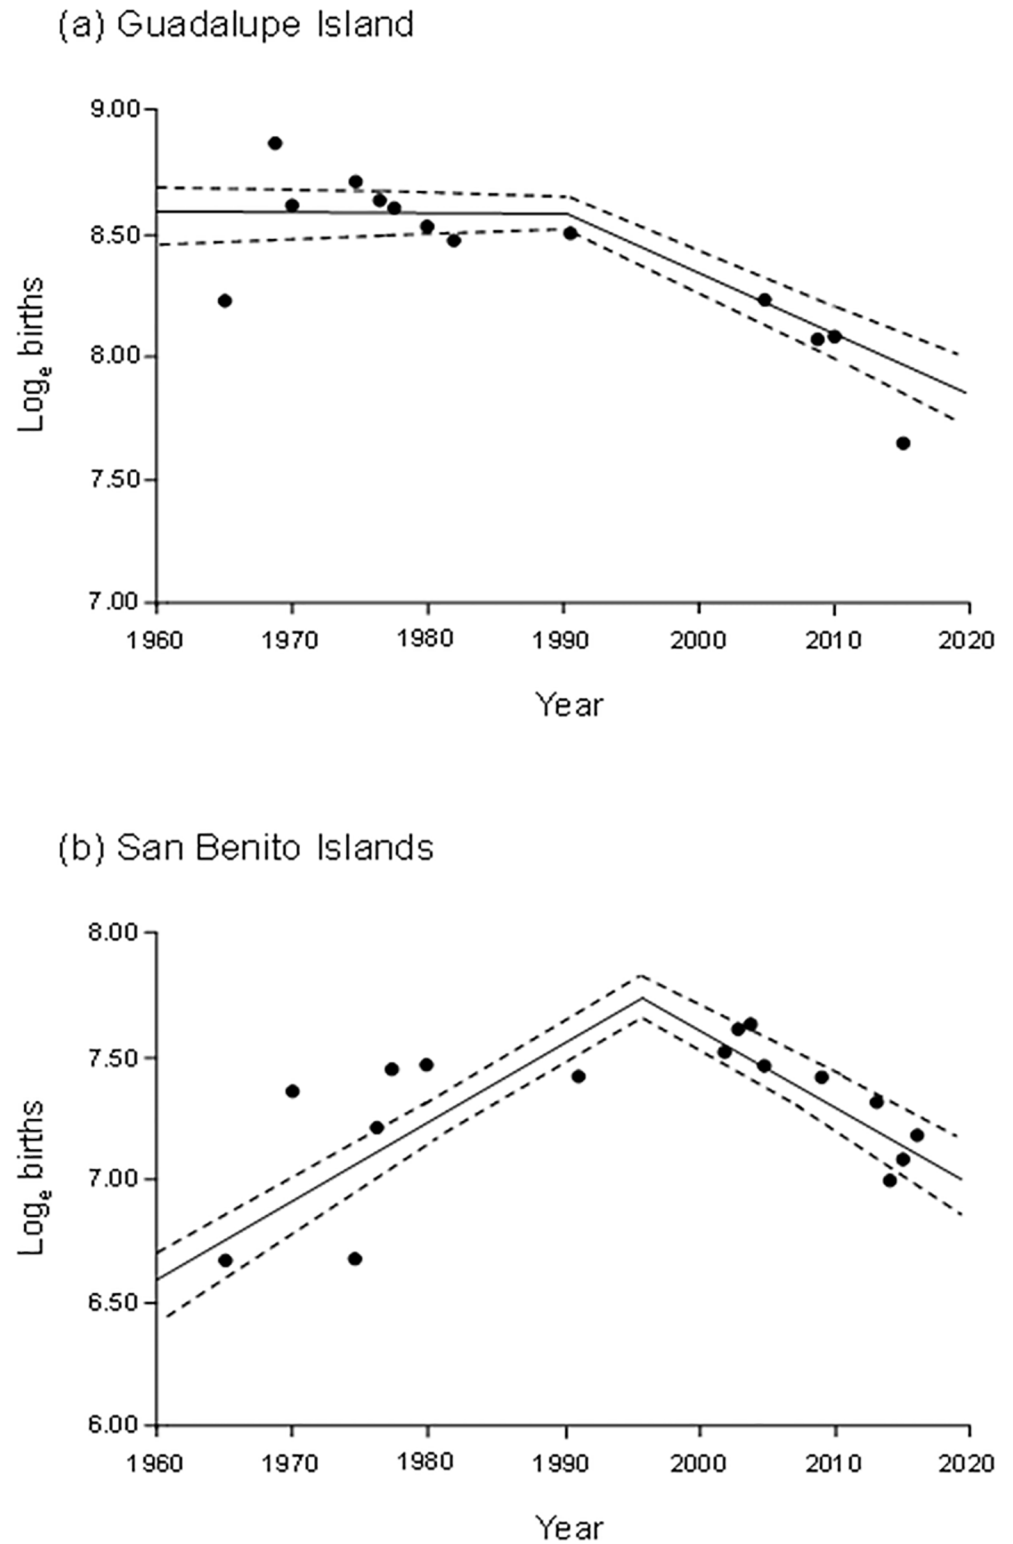 (a) Guadalupe Island
9.00
8.50
8.00
7.50
7.00
Logₑ births
1960 1970 1980 1990 2000 2010 2020
Year
(b) San Benito Islands
8.00
7.50
7.00
6.50
6.00
Logₑ births
1960 1970 1980 1990 2000 2010 2020
Year